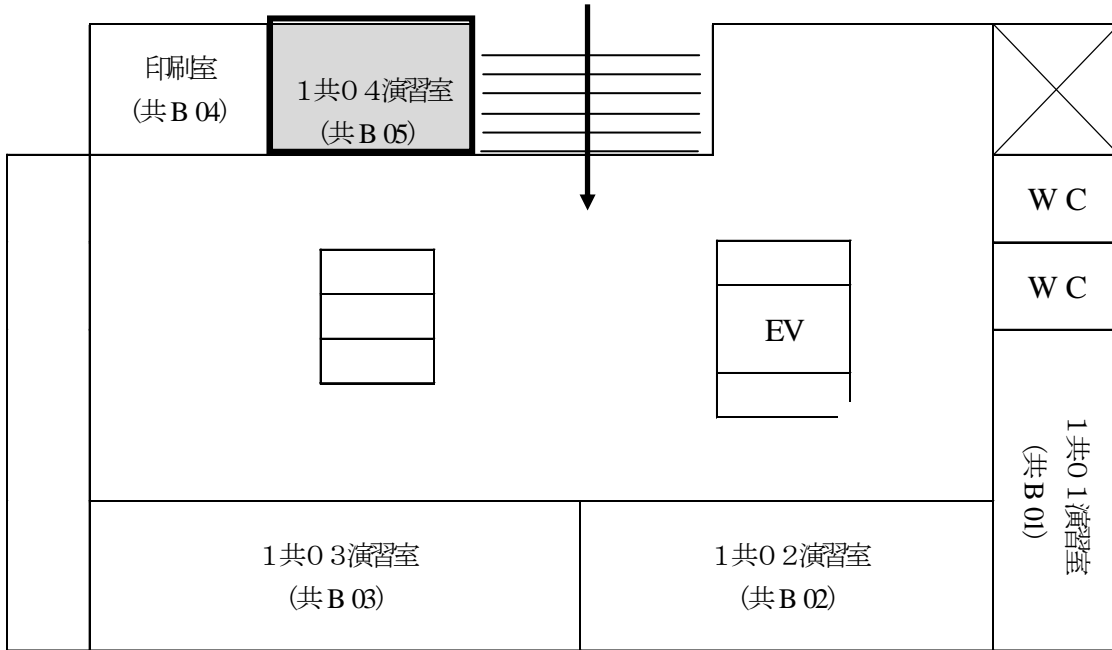 印刷室
(共B 04)
1共0 4演習室
(共B 05)
W C
W C
EV
1共0 1演習室
(共B 01)
1共0 3演習室
(共B 03)
1共0 2演習室
(共B 02)